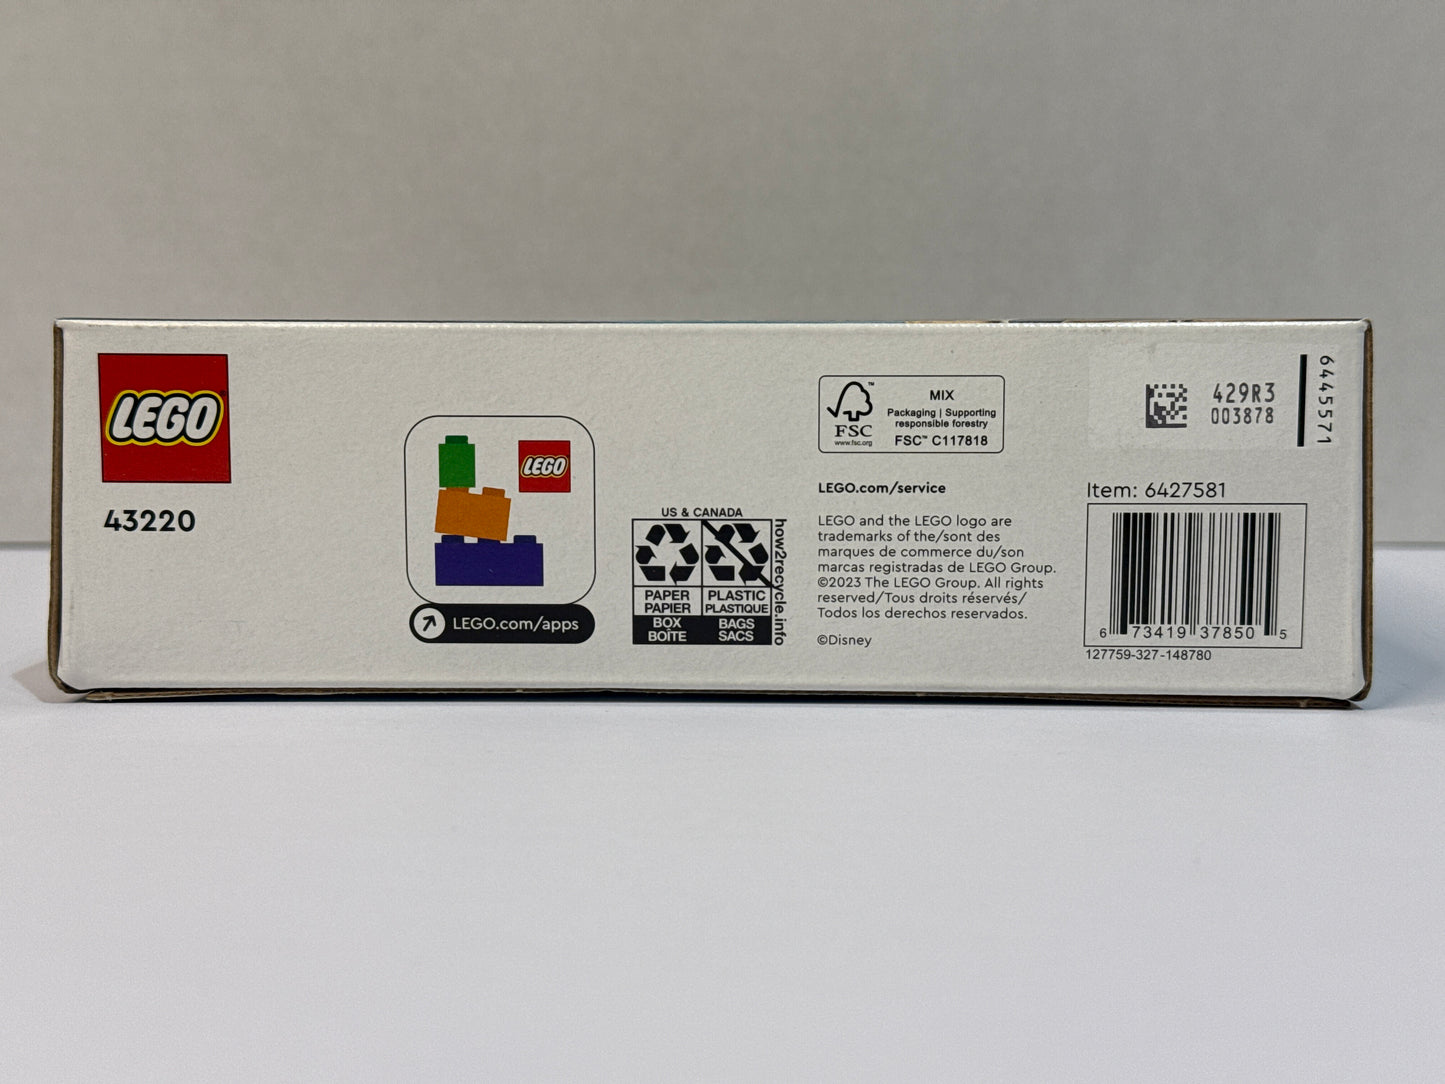 LEGO
43220
LEGO
LEGO.com/apps
US & CANADA
PAPER
PAPIER
BOX
BOÎTE
PLASTIC
PLASTIQUE
BAGS
SACS
how2recycle.info
FSC
www.fsc.org
MIX
Packaging | Supporting
responsible forestry
FSC™ C117818
LEGO.com/service
LEGO and the LEGO logo are
trademarks of the/sont des
marques de commerce du/son
marcas registradas de LEGO Group.
©2023 The LEGO Group. All rights
reserved/Tous droits réservés/
Todos los derechos reservados.
©Disney
429R3
003878
6445571
Item: 6427581
6 73419 37850 5
127759-327-148780